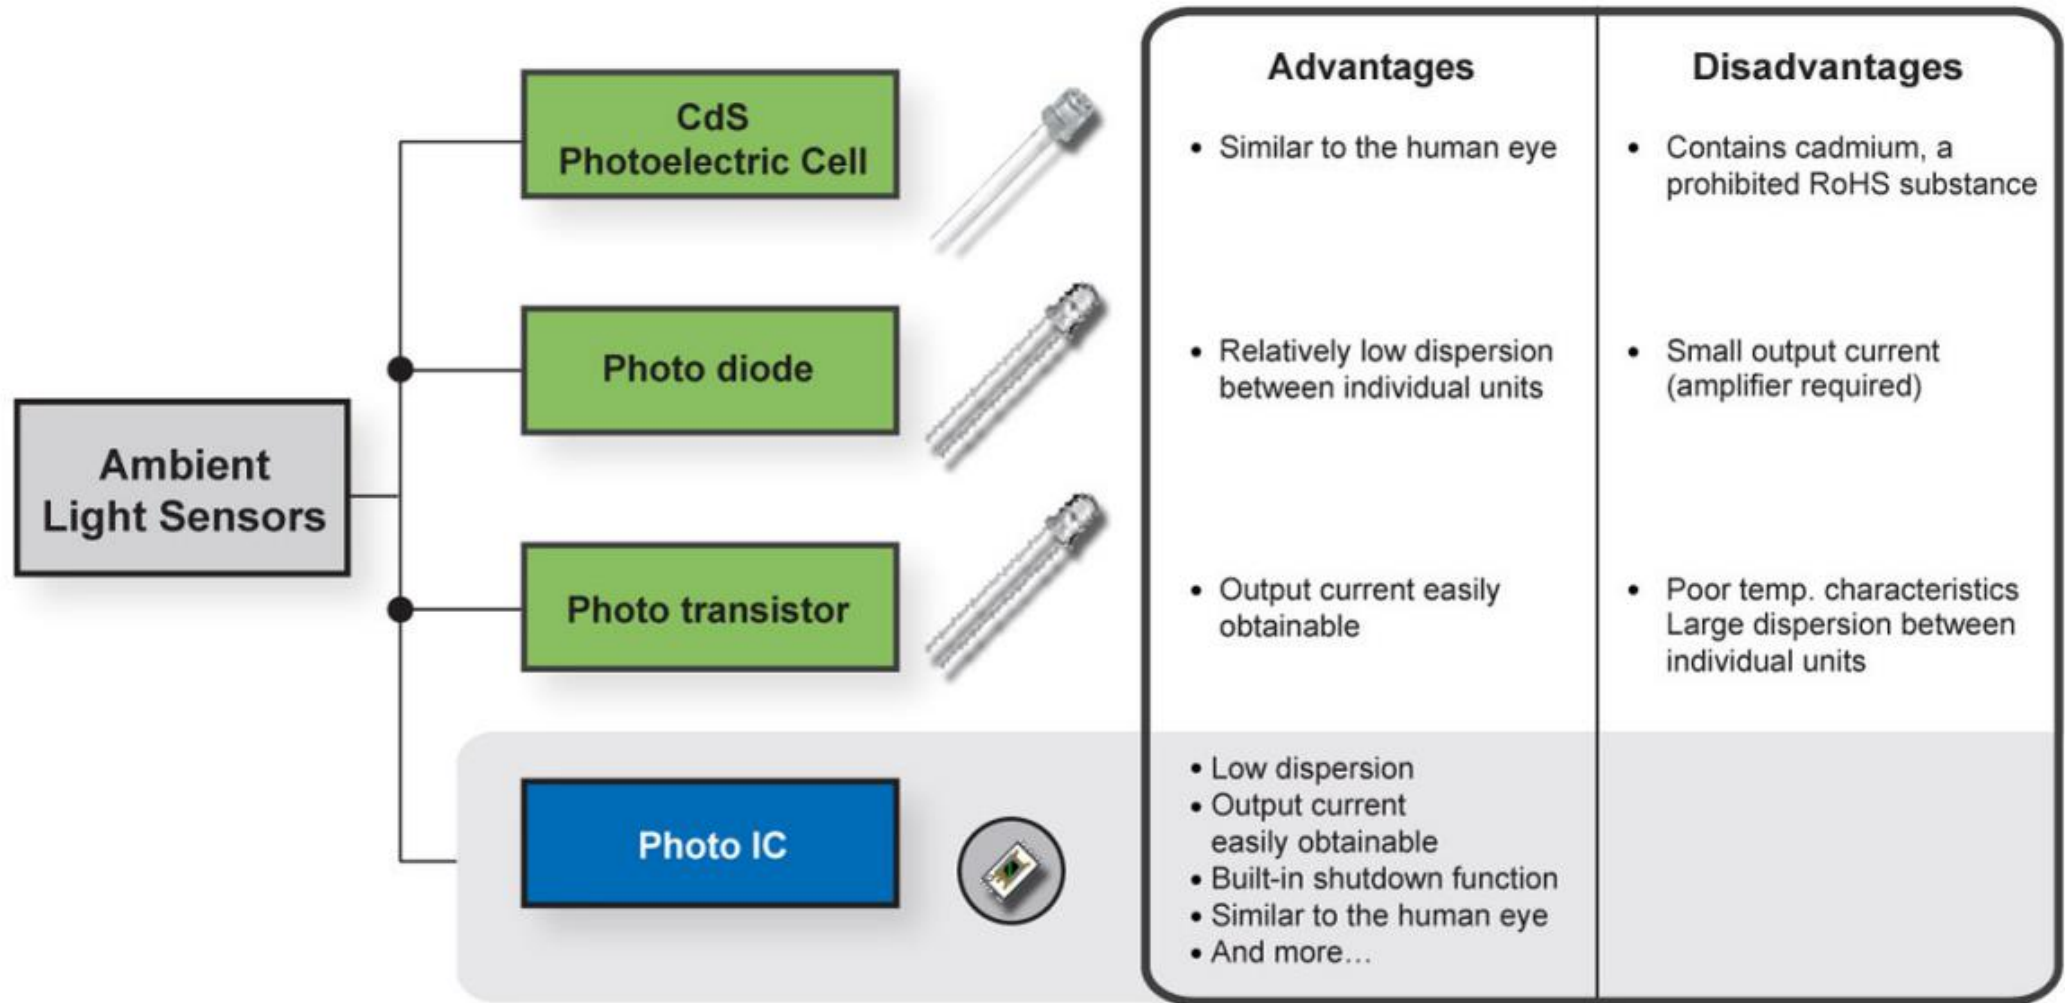 Advantages
Disadvantages
CdS
Photoelectric Cell
• Similar to the human eye
• Contains cadmium, a
prohibited RoHS substance
Photo diode
• Relatively low dispersion
between individual units
• Small output current
(amplifier required)
Ambient
Light Sensors
Photo transistor
• Output current easily
obtainable
• Poor temp. characteristics
Large dispersion between
individual units
Photo IC
• Low dispersion
• Output current
easily obtainable
• Built-in shutdown function
• Similar to the human eye
• And more…